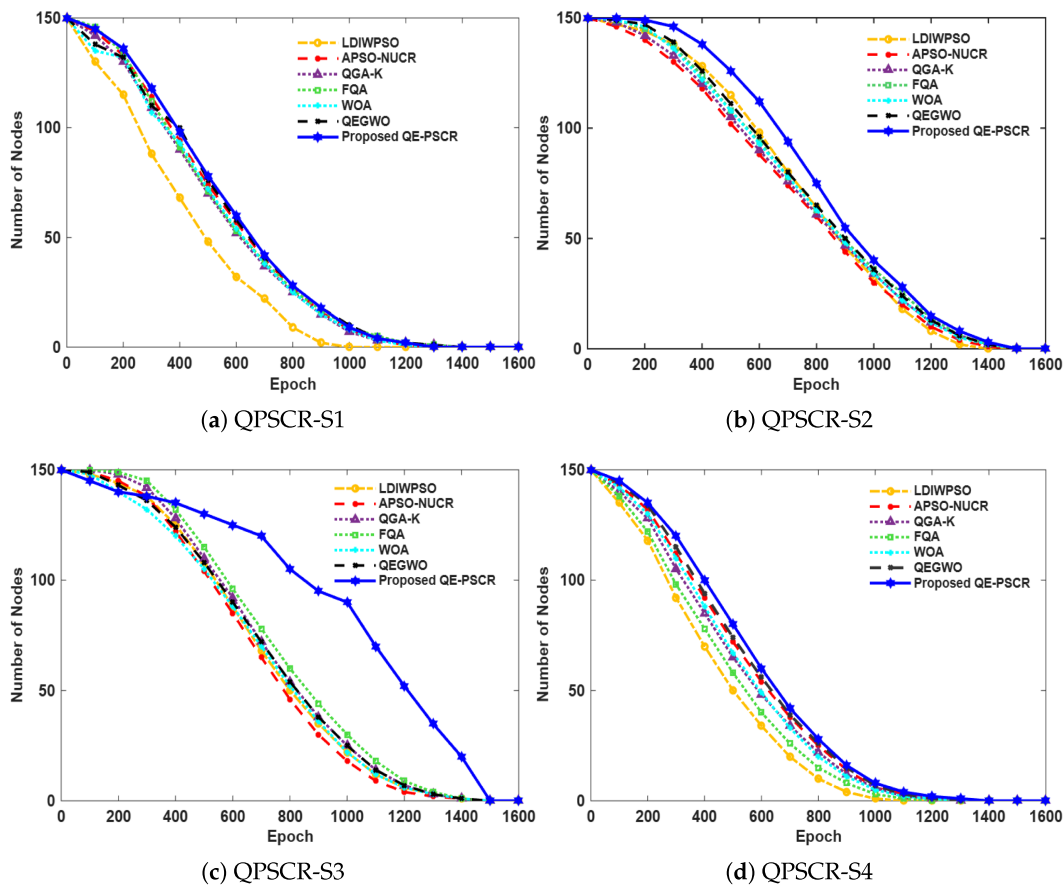 150
100
50
0
Number of Nodes
0 200 400 600 800 1000 1200 1400 1600
Epoch
LDIWPSO
APSO-NUCR
QGA-K
FQA
WOA
QEGWO
Proposed QE-PSCR
(a) QPSCR-S1
150
100
50
0
Number of Nodes
0 200 400 600 800 1000 1200 1400 1600
Epoch
LDIWPSO
APSO-NUCR
QGA-K
FQA
WOA
QEGWO
Proposed QE-PSCR
(b) QPSCR-S2
150
100
50
0
Number of Nodes
0 200 400 600 800 1000 1200 1400 1600
Epoch
LDIWPSO
APSO-NUCR
QGA-K
FQA
WOA
QEGWO
Proposed QE-PSCR
(c) QPSCR-S3
150
100
50
0
Number of Nodes
0 200 400 600 800 1000 1200 1400 1600
Epoch
LDIWPSO
APSO-NUCR
QGA-K
FQA
WOA
QEGWO
Proposed QE-PSCR
(d) QPSCR-S4